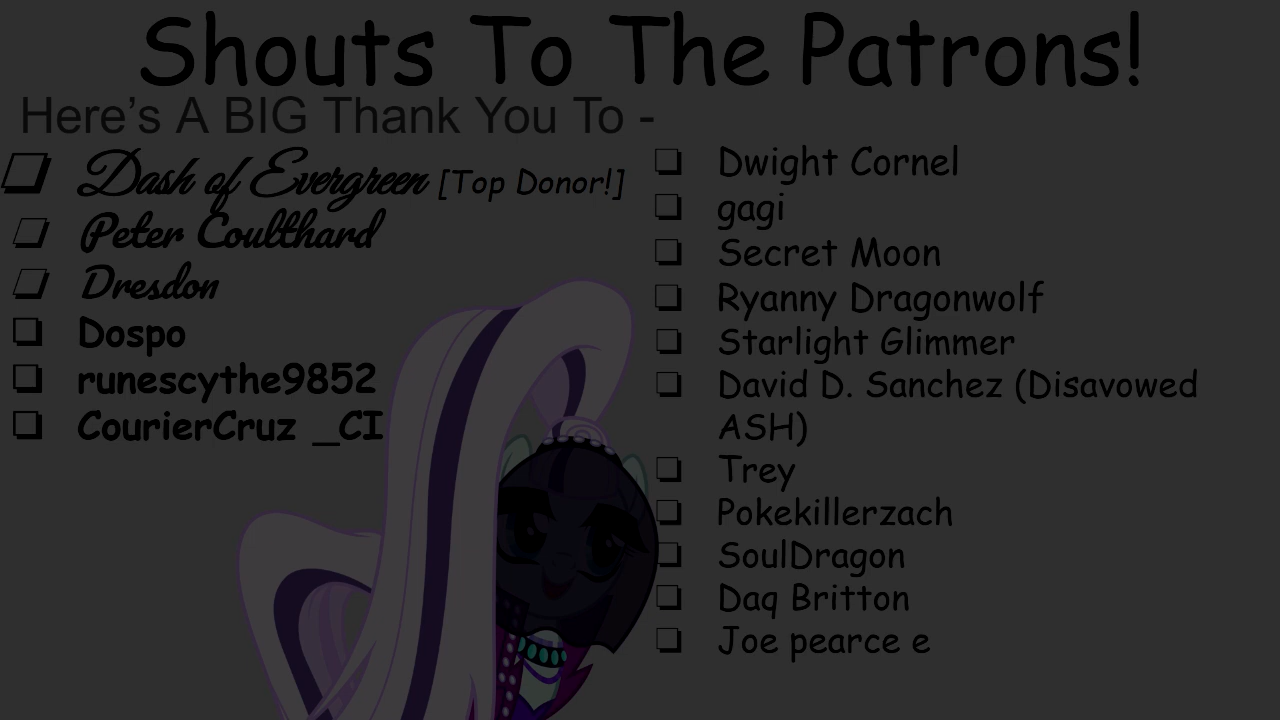 Shouts To The Patrons!
Here's A BIG Thank You To -
Dash of Evergreen [Top Donor!]
Peter Coulthard
Dresdon
Dospo
runescythe9852
CourierCruz _CI
Dwight Cornel
gagi
Secret Moon
Ryanny Dragonwolf
Starlight Glimmer
David D. Sanchez (Disavowed
ASH)
Trey
Pokekillerzach
SoulDragon
Daq Britton
Joe pearce e